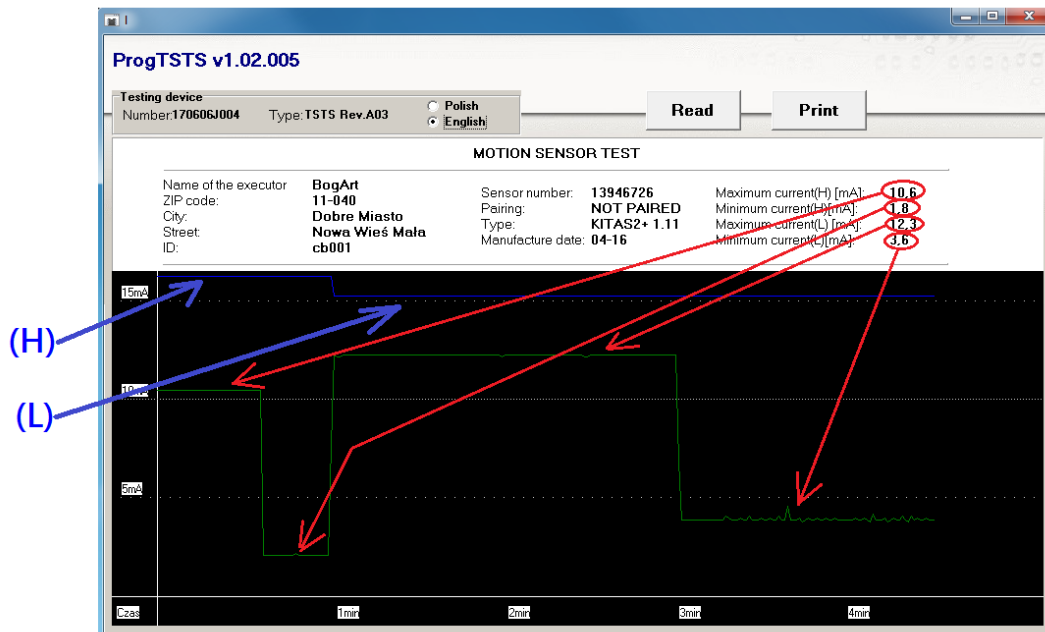 I
ProgTSTS v1.02.005
Testing device
Number:170606J004 Type:TSTS Rev.A03
Polish
English
Read
Print
MOTION SENSOR TEST
Name of the executor BogArt
ZIP code: 11-040
City: Dobre Miasto
Street: Nowa Wieś Mała
ID: cb001
Sensor number: 13946726
Pairing: NOT PAIRED
Type: KITAS2+ 1.11
Manufacture date: 04-16
Maximum current(H) [mA]: 10,6
Minimum current(H)[mA]: 1,8
Maximum current(L) [mA]: 12,3
Minimum current(L)[mA]: 3,6
15mA
(H)
10mA
(L)
5mA
Czas 1min 2min 3min 4min